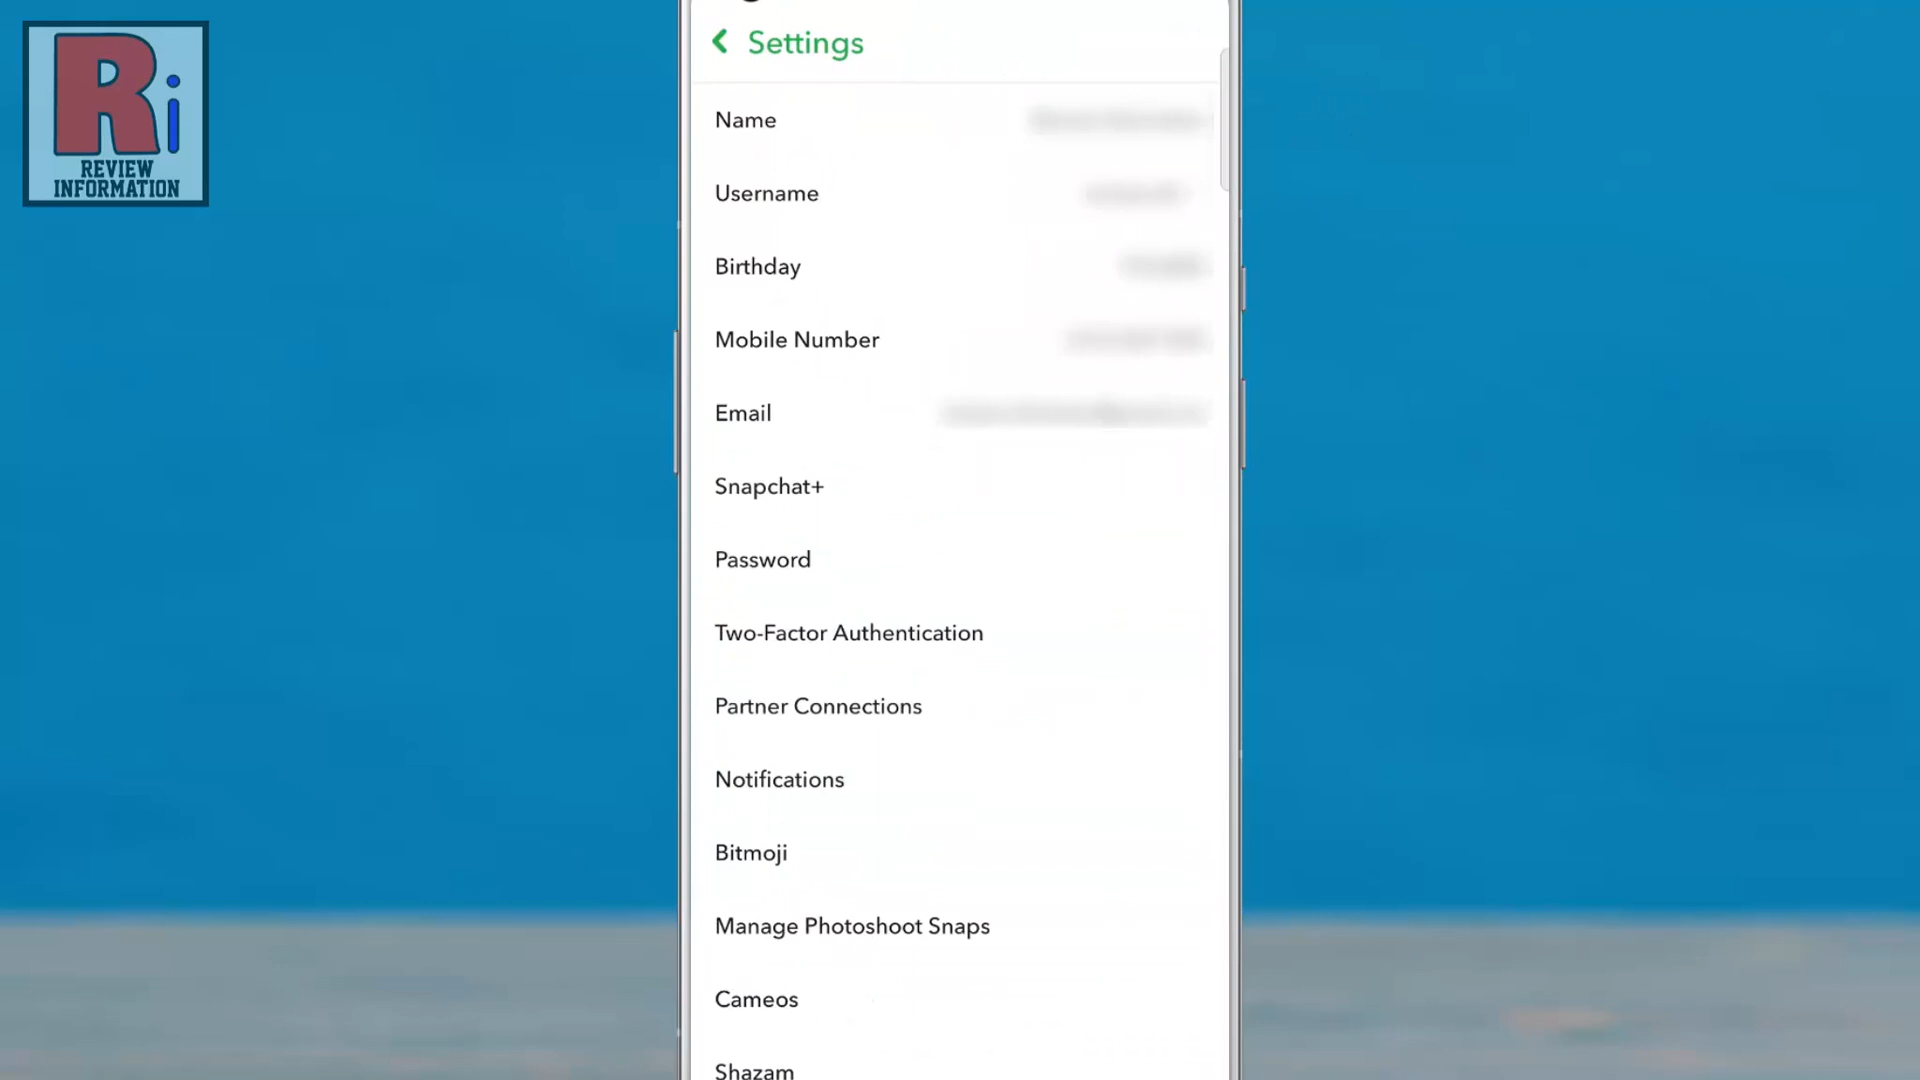 Ri
REVIEW
INFORMATION
Settings
Name
Username
Birthday
Mobile Number
Email
Snapchat+
Password
Two-Factor Authentication
Partner Connections
Notifications
Bitmoji
Manage Photoshoot Snaps
Cameos
Shazam